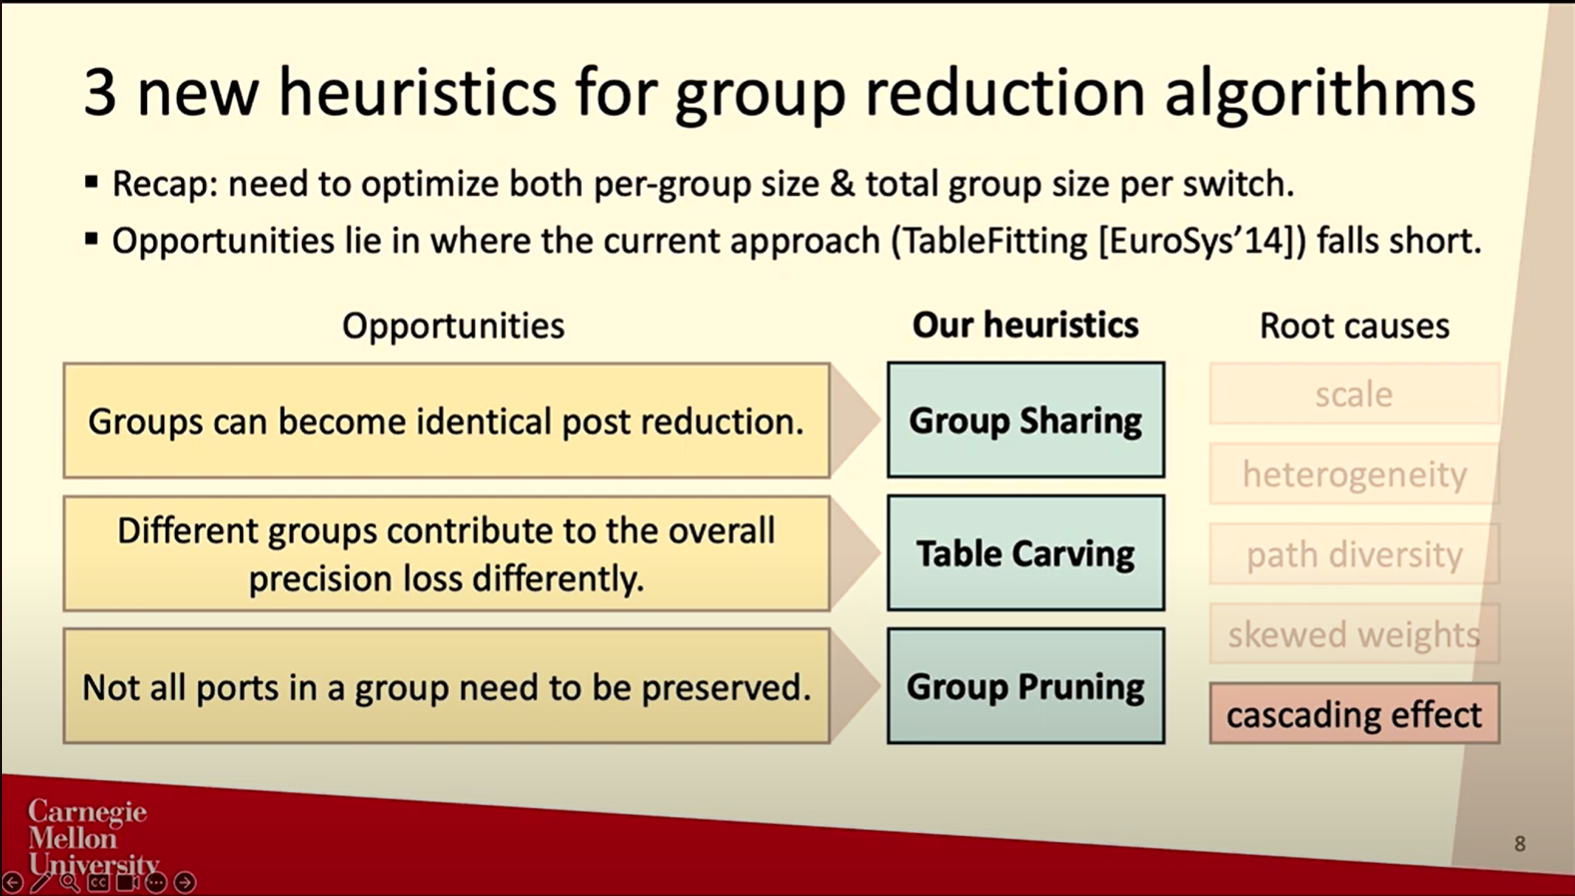 3 new heuristics for group reduction algorithms
▪ Recap: need to optimize both per-group size & total group size per switch.
▪ Opportunities lie in where the current approach (TableFitting [EuroSys’14]) falls short.
Opportunities
Our heuristics
Root causes
Groups can become identical post reduction.
Group Sharing
Different groups contribute to the overall
precision loss differently.
Table Carving
Not all ports in a group need to be preserved.
Group Pruning
scale
heterogeneity
path diversity
skewed weights
cascading effect
Carnegie
Mellon
University
CC
8